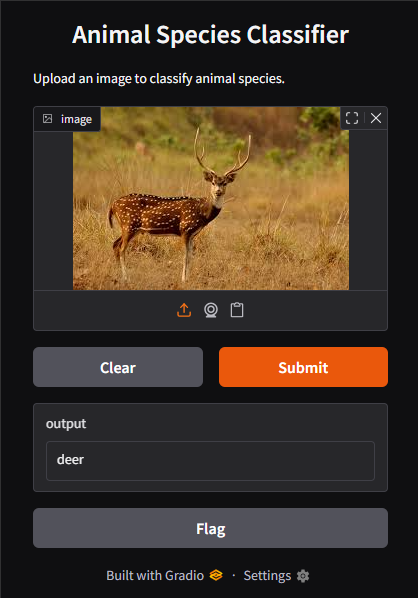 Animal Species Classifier
Upload an image to classify animal species.
image
Clear
Submit
output
deer
Flag
Built with Gradio · Settings